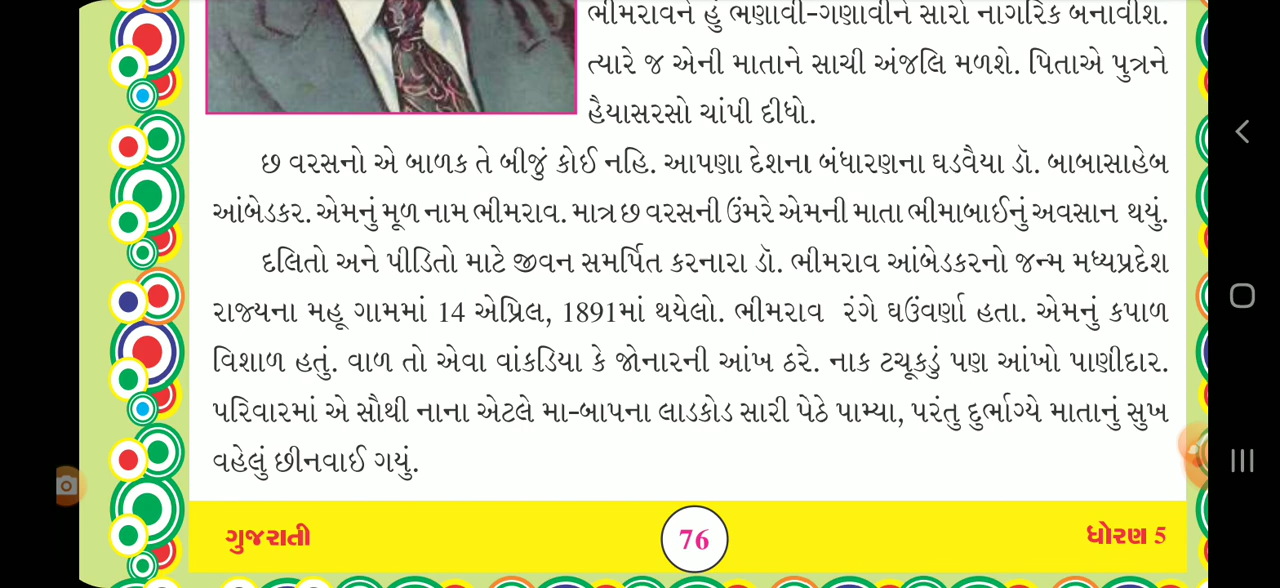 ભીમરાવને હું ભણાવી-ગણાવીને સારો નાગરિક બનાવીશ.
ત્યારે જ એની માતાને સાચી અંજલિ મળશે. પિતાએ પુત્રને
હૈયાસરસો ચાંપી દીધો.
છ વરસનો એ બાળક તે બીજું કોઈ નહિ. આપણા દેશના બંધારણના ઘડવૈયા ડૉ. બાબાસાહેબ
આંબેડકર. એમનું મૂળ નામ ભીમરાવ. માત્ર છ વરસની ઉંમરે એમની માતા ભીમાબાઈનું અવસાન થયું.
દલિતો અને પીડિતો માટે જીવન સમર્પિત કરનારા ડૉ. ભીમરાવ આંબેડકરનો જન્મ મધ્યપ્રદેશ
રાજ્યના મહૂ ગામમાં 14 એપ્રિલ, 1891માં થયેલો. ભીમરાવ રંગે ઘઉંવર્ણા હતા. એમનું કપાળ
વિશાળ હતું. વાળ તો એવા વાંકડિયા કે જોનારની આંખ ઠરે. નાક ટચૂકડું પણ આંખો પાણીદાર.
પરિવારમાં એ સૌથી નાના એટલે મા-બાપના લાડકોડ સારી પેઠે પામ્યા, પરંતુ દુર્ભાગ્યે માતાનું સુખ
વહેલું છીનવાઈ ગયું.
ગુજરાતી 76 ધોરણ 5